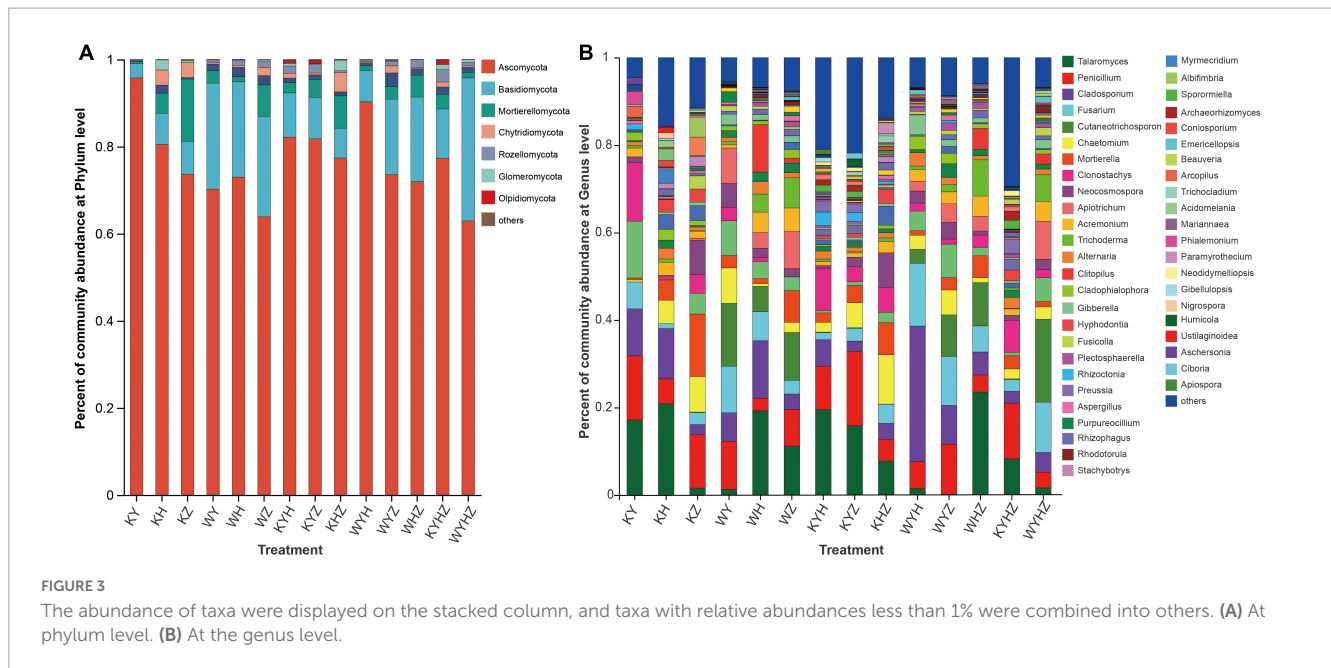 A
Percent of community abundance at Phylum level
1
0.8
0.6
0.4
0.2
0
KY
KH
KZ
WY
WH
WZ
KYH
KYZ
KHZ
WYH
WYZ
WHZ
KYHZ
WYHZ
Treatment
Ascomycota
Basidiomycota
Mortierellomycota
Chytridiomycota
Rozellomycota
Glomeromycota
Olpidiomycota
others
B
Percent of community abundance at Genus level
1
0.8
0.6
0.4
0.2
0
KY
KH
KZ
WY
WH
WZ
KYH
KYZ
KHZ
WYH
WYZ
WHZ
KYHZ
WYHZ
Treatment
Talaromyces
Penicillium
Cladosporium
Fusarium
Cutaneotrichosporon
Chaetomium
Mortierella
Clonostachys
Neocosmospora
Apiotrichum
Acremonium
Trichoderma
Alternaria
Clitopilus
Cladophialophora
Gibberella
Hyphodontia
Fusicolla
Plectosphaerella
Rhizoctonia
Preussia
Aspergillus
Purpureocillium
Rhizophagus
Rhodotorula
Stachybotrys
Myrmecridium
Albifimbria
Sporormiella
Archaeorhizomyces
Coniosporium
Emericellopsis
Beauveria
Arcopilus
Trichocladium
Acidomelania
Mariannaea
Phialemonium
Paramyrothecium
Neodidymelliopsis
Gibellulopsis
Nigrospora
Humicola
Ustilaginoidea
Aschersonia
Ciboria
Apiospora
others
FIGURE 3
The abundance of taxa were displayed on the stacked column, and taxa with relative abundances less than 1% were combined into others. (A) At
phylum level. (B) At the genus level.